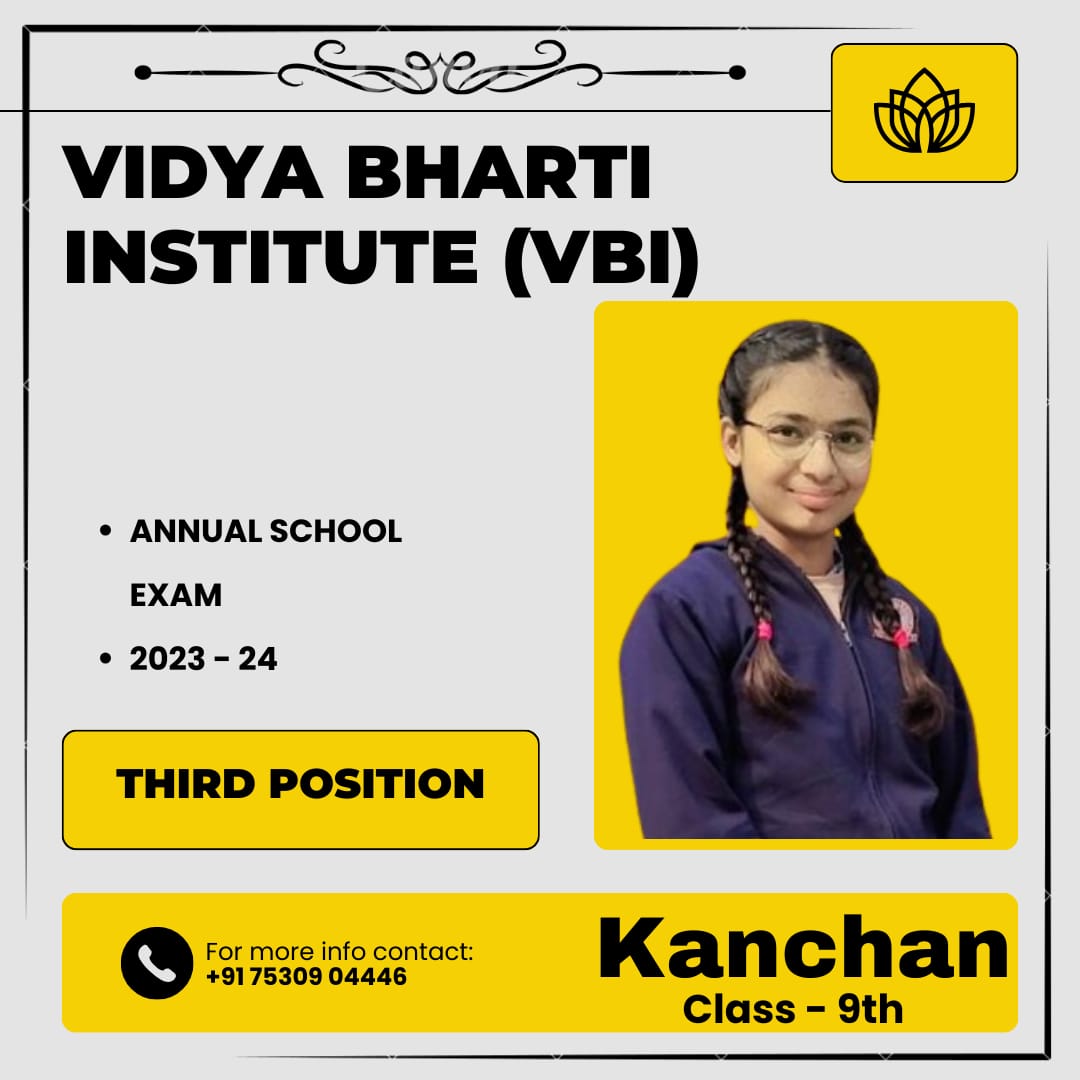 VIDYA BHARTI
INSTITUTE (VBI)
• ANNUAL SCHOOL
EXAM
• 2023 - 24
THIRD POSITION
For more info contact:
+91 75309 04446
Kanchan
Class - 9th